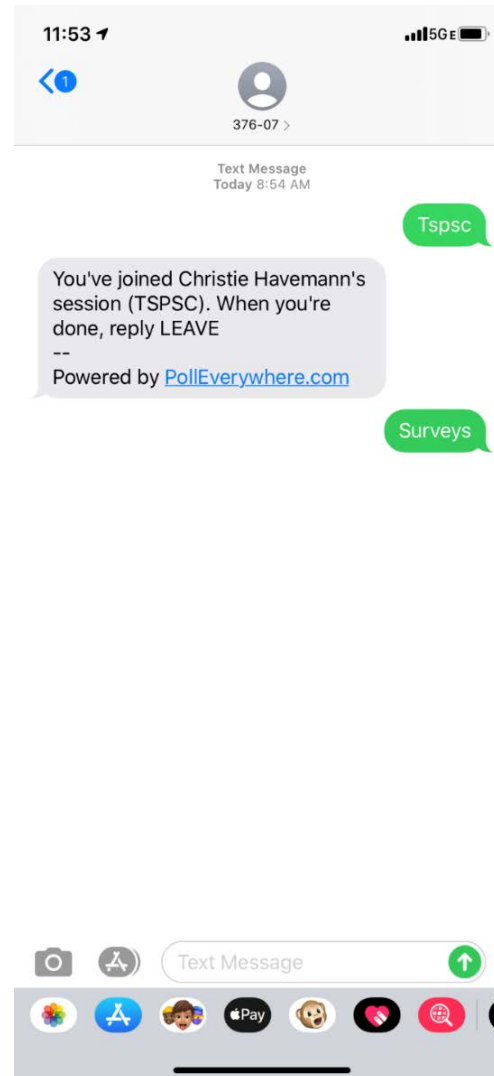 11:53
5G E
1
376-07 >
Text Message
Today 8:54 AM
Tspsc
You've joined Christie Havemann's
session (TSPSC). When you're
done, reply LEAVE
--
Powered by PollEverywhere.com
Surveys
Text Message
Pay